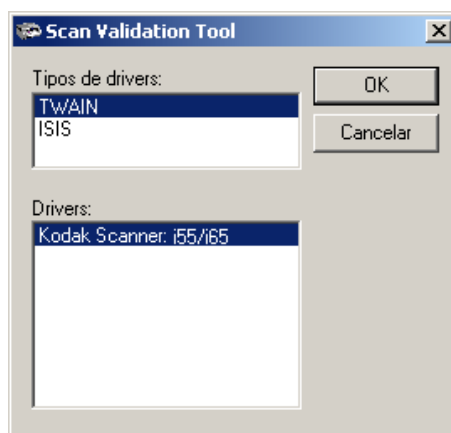 Scan Validation Tool
Tipos de drivers:
TWAIN
ISIS
OK
Cancelar
Drivers:
Kodak Scanner: i55/i65